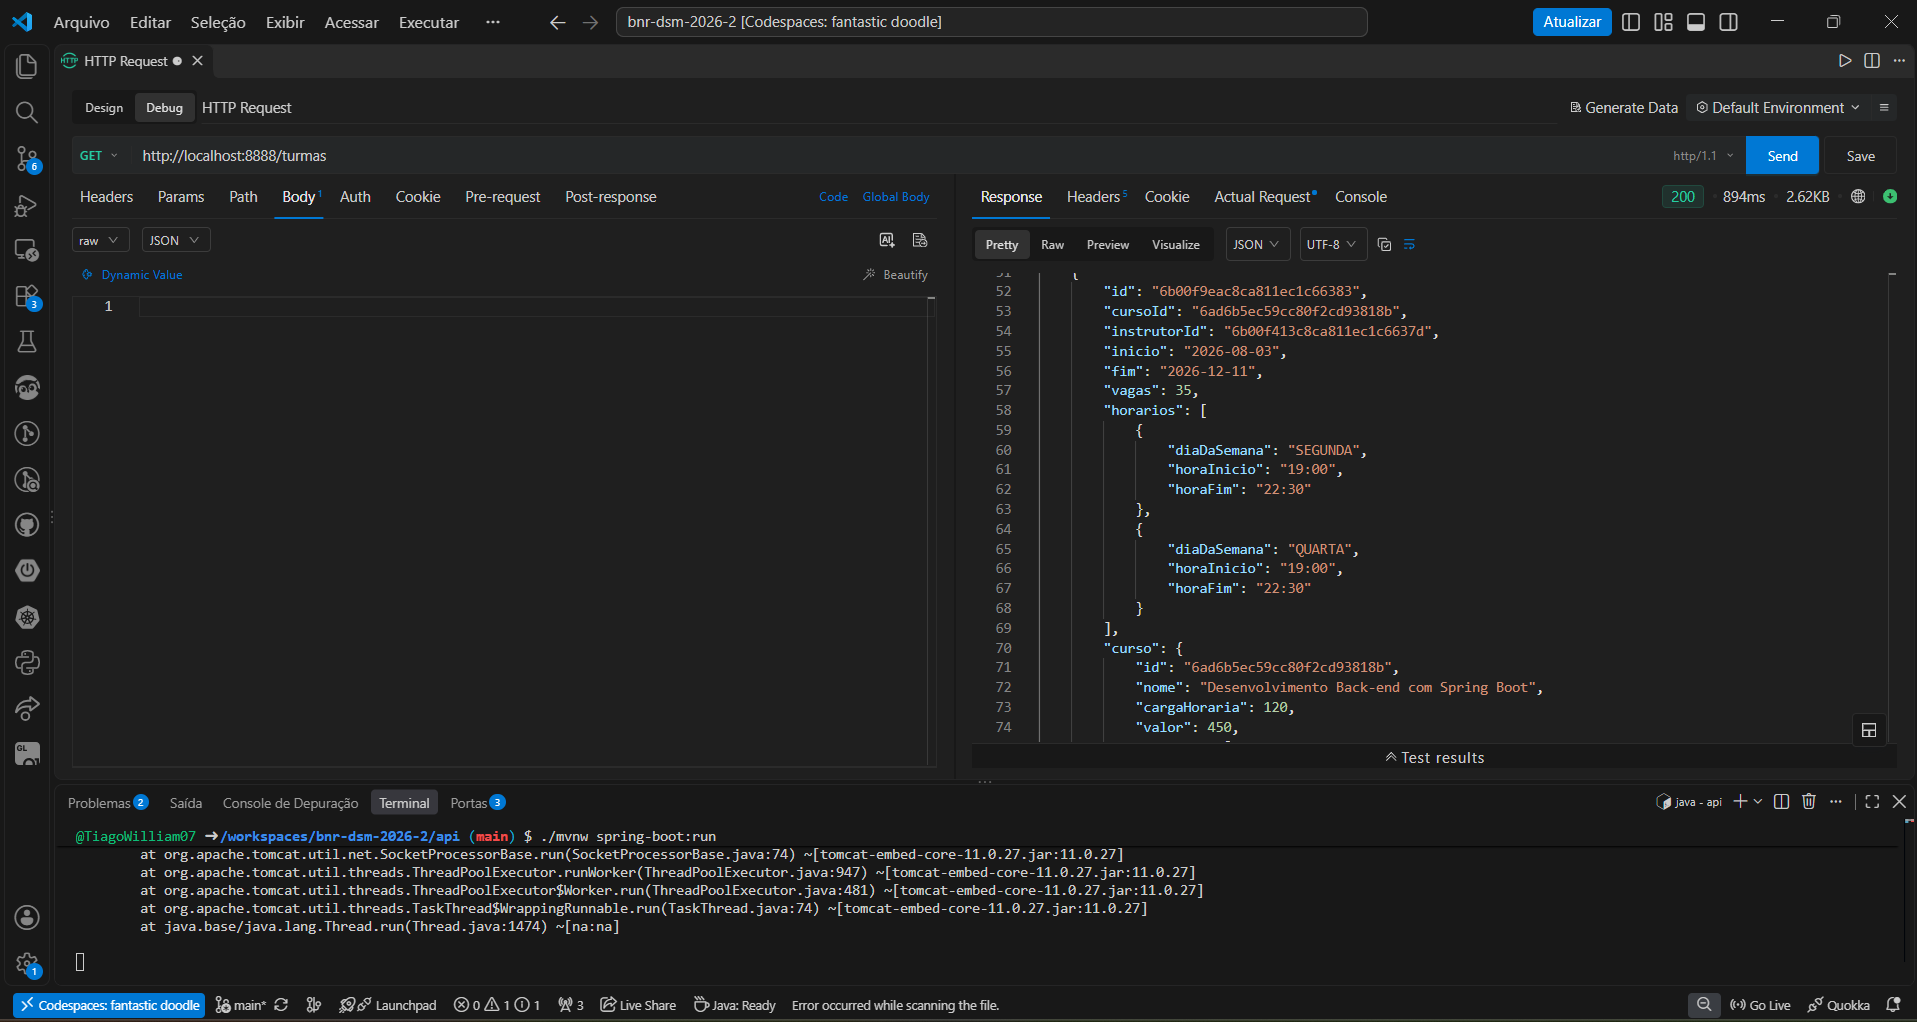 Arquivo Editar Seleção Exibir Acessar Executar ··· bnr-dsm-2026-2 [Codespaces: fantastic doodle] Atualizar
HTTP HTTP Request
Design Debug HTTP Request Generate Data Default Environment
GET http://localhost:8888/turmas http/1.1 Send Save
Headers Params Path Body 1 Auth Cookie Pre-request Post-response Code Global Body
raw JSON
Dynamic Value Beautify
1
Response Headers 5 Cookie Actual Request Console 200 894ms 2.62KB
Pretty Raw Preview Visualize JSON UTF-8
51 {
52 "id": "6b00f9eac8ca811ec1c66383",
53 "cursoId": "6ad6b5ec59cc80f2cd93818b",
54 "instrutorId": "6b00f413c8ca811ec1c6637d",
55 "inicio": "2026-08-03",
56 "fim": "2026-12-11",
57 "vagas": 35,
58 "horarios": [
59 {
60 "diaDaSemana": "SEGUNDA",
61 "horaInicio": "19:00",
62 "horaFim": "22:30"
63 },
64 {
65 "diaDaSemana": "QUARTA",
66 "horaInicio": "19:00",
67 "horaFim": "22:30"
68 }
69 ],
70 "curso": {
71 "id": "6ad6b5ec59cc80f2cd93818b",
72 "nome": "Desenvolvimento Back-end com Spring Boot",
73 "cargaHoraria": 120,
74 "valor": 450,
Test results
6
3
GL
1
Problemas 2 Saída Console de Depuração Terminal Portas 3 java - api
@TiagoWilliam07 ➜ /workspaces/bnr-dsm-2026-2/api (main) $ ./mvnw spring-boot:run
at org.apache.tomcat.util.net.SocketProcessorBase.run(SocketProcessorBase.java:74) ~[tomcat-embed-core-11.0.27.jar:11.0.27]
at org.apache.tomcat.util.threads.ThreadPoolExecutor.runWorker(ThreadPoolExecutor.java:947) ~[tomcat-embed-core-11.0.27.jar:11.0.27]
at org.apache.tomcat.util.threads.ThreadPoolExecutor$Worker.run(ThreadPoolExecutor.java:481) ~[tomcat-embed-core-11.0.27.jar:11.0.27]
at org.apache.tomcat.util.threads.TaskThread$WrappingRunnable.run(TaskThread.java:74) ~[tomcat-embed-core-11.0.27.jar:11.0.27]
at java.base/java.lang.Thread.run(Thread.java:1474) ~[na:na]
Codespaces: fantastic doodle main* Launchpad 0 1 1 3 Live Share Java: Ready Error occurred while scanning the file. Go Live Quokka